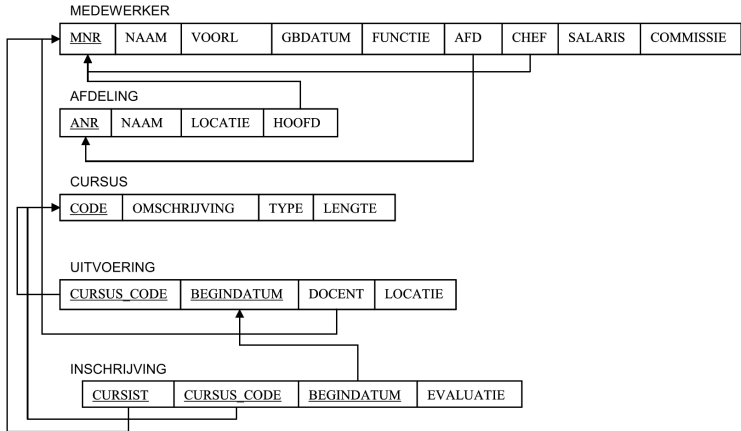 MEDEWERKER
MNR NAAM VOORL GBDATUM FUNCTIE AFD CHEF SALARIS COMMISSIE
AFDELING
ANR NAAM LOCATIE HOOFD
CURSUS
CODE OMSCHRIJVING TYPE LENGTE
UITVOERING
CURSUS_CODE BEGINDATUM DOCENT LOCATIE
INSCHRIJVING
CURSIST CURSUS_CODE BEGINDATUM EVALUATIE